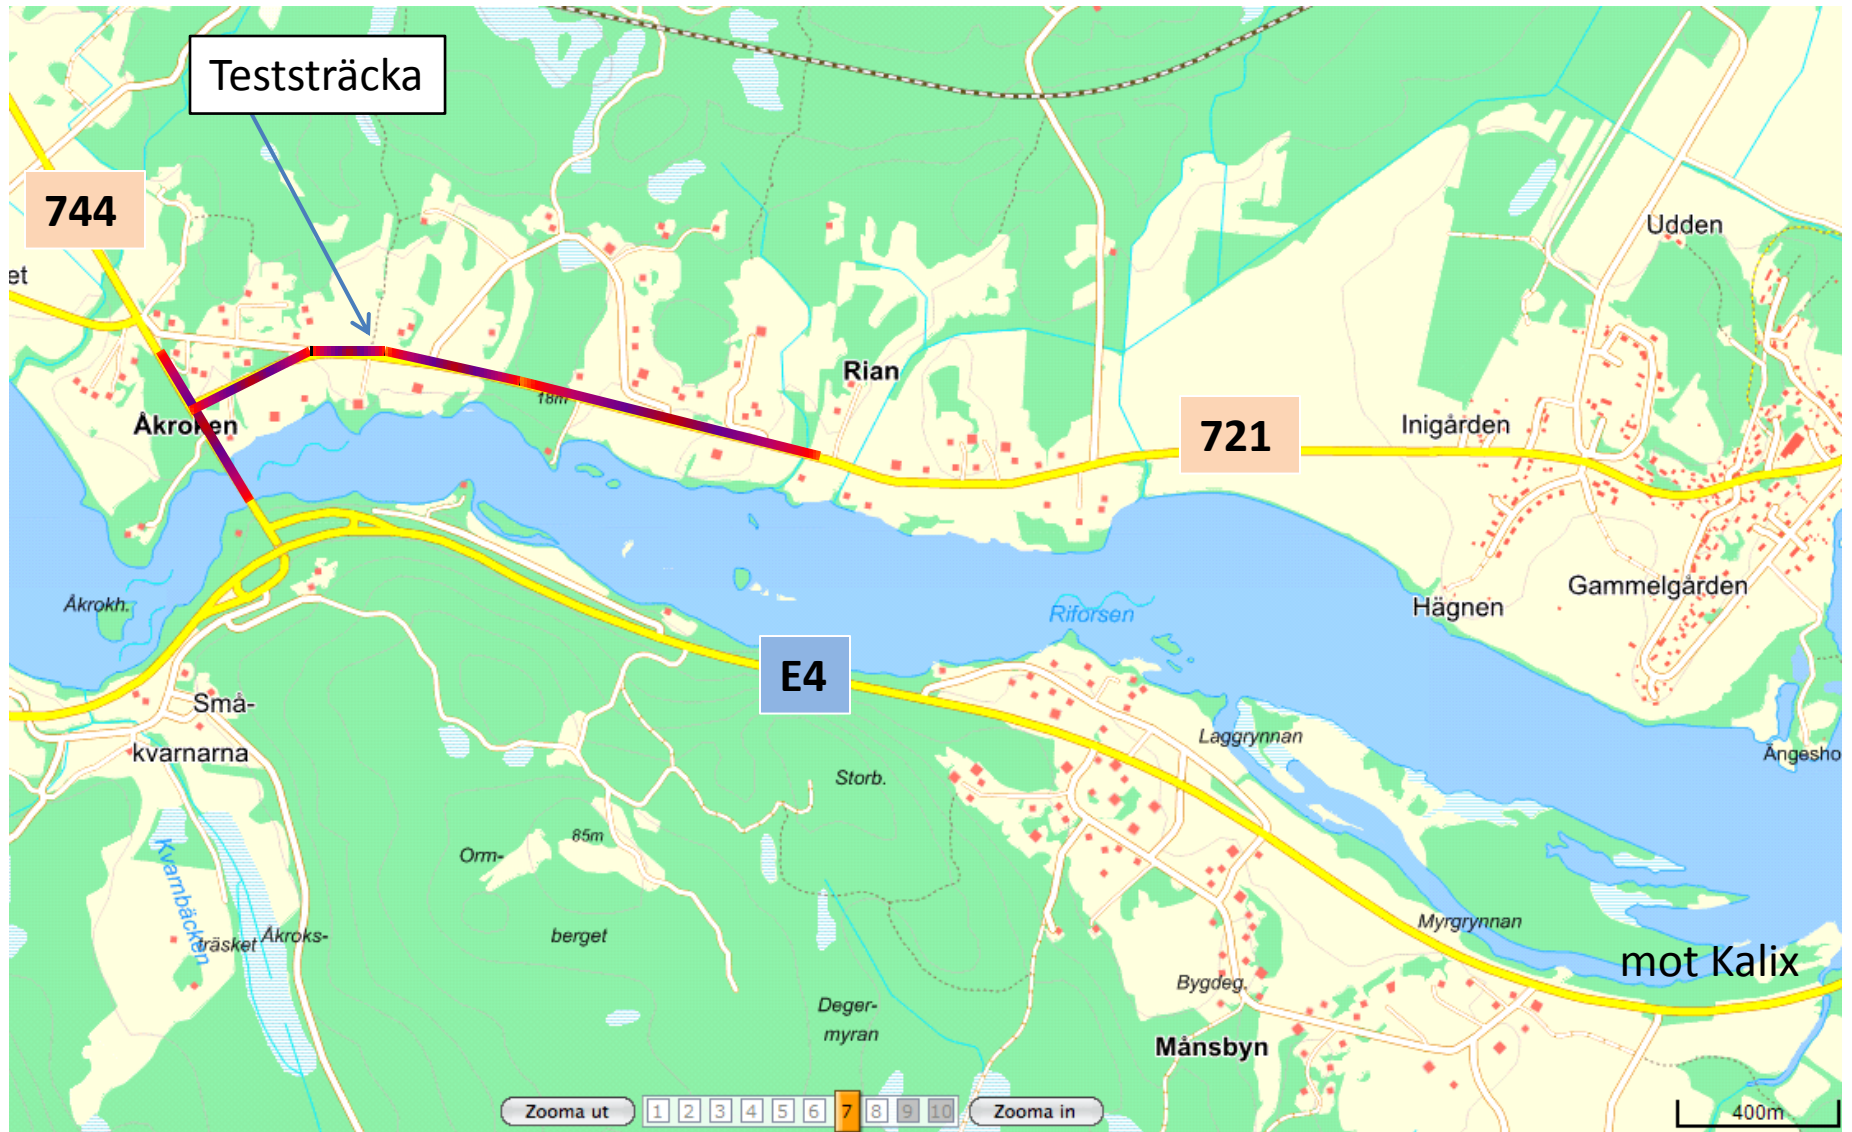 Teststräcka
744
et
Udden
Rian
18m
Åkroken
721
Inigården
Åkrokh.
Riforsen
Hägnen
Gammelgården
E4
Små-
kvarnarna
Laggrynnan
Ängesho
Storb.
85m
Orm-
berget
Kvarnbäcken
träsket
Åkroks-
Myrgrynnan
mot Kalix
Bygdeg.
Deger-
myran
Månsbyn
Zooma ut 1 2 3 4 5 6 7 8 9 10 Zooma in
400m